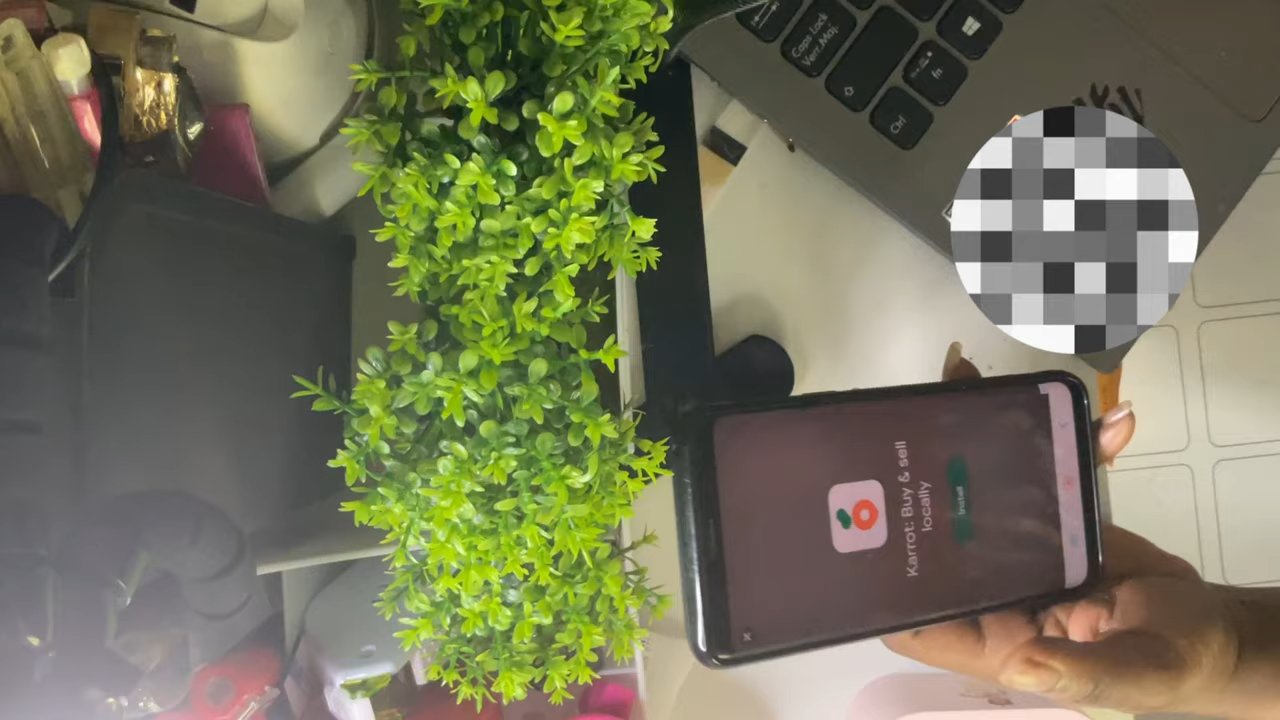 Caps Lock
Verr.Maj
fn
Ctrl
Karrot: Buy & sell
locally
Install